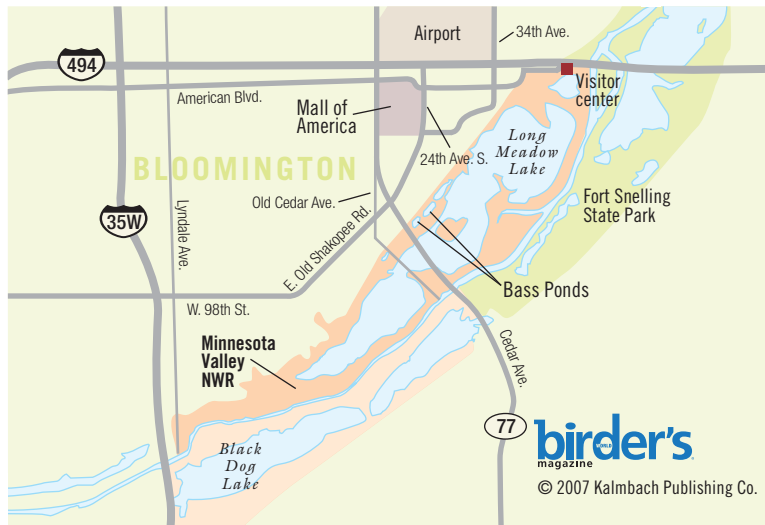 Airport
34th Ave.
494
American Blvd.
Visitor
center
Mall of
America
Long
Meadow
Lake
24th Ave. S.
BLOOMINGTON
Old Cedar Ave.
Fort Snelling
State Park
35W
Lyndale Ave.
E. Old Shakopee Rd.
Bass Ponds
W. 98th St.
Minnesota
Valley
NWR
Cedar Ave.
77
Black
Dog
Lake
birder's
WORLD
magazine
© 2007 Kalmbach Publishing Co.